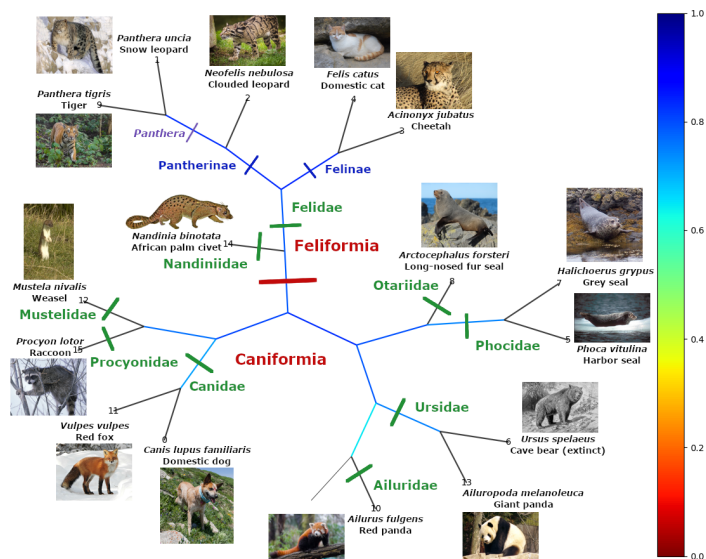 Panthera uncia
Snow leopard
1
Neofelis nebulosa
Clouded leopard
2
Felis catus
Domestic cat
4
Acinonyx jubatus
Cheetah
3
Panthera tigris
Tiger
9
Panthera
Pantherinae
Felinae
Felidae
Nandinia binotata
African palm civet
14
Nandiniidae
Feliformia
Arctocephalus forsteri
Long-nosed fur seal
8
Otariidae
Halichoerus grypus
Grey seal
7
Phocidae
5
Phoca vitulina
Harbor seal
Mustela nivalis
Weasel
12
Mustelidae
Procyon lotor
Raccoon
15
Procyonidae
Caniformia
Canidae
11
Vulpes vulpes
Red fox
0
Canis lupus familiaris
Domestic dog
Ursidae
6
Ursus spelaeus
Cave bear (extinct)
13
Ailuropoda melanoleuca
Giant panda
Ailuridae
10
Ailurus fulgens
Red panda
1.0
0.8
0.6
0.4
0.2
0.0